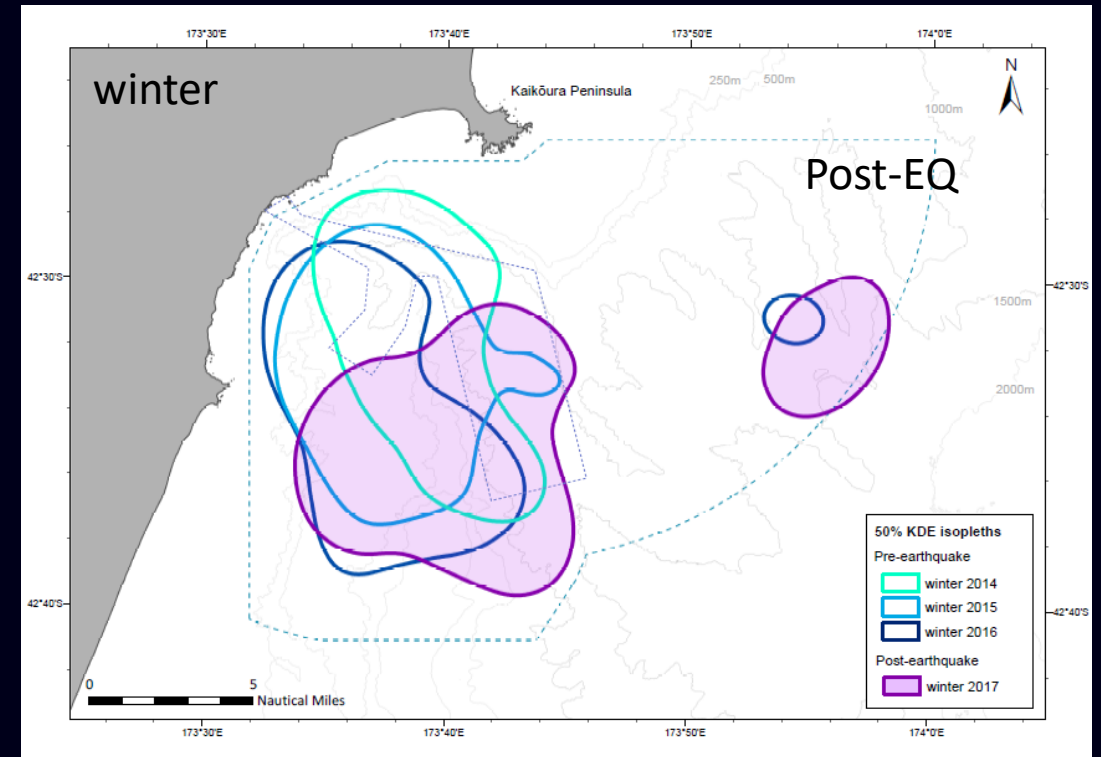 173°30'E 173°40'E 173°50'E 174°0'E
winter
N
Kaikōura Peninsula
250m 500m
1000m
Post-EQ
42°30'S
42°30'S
1500m
2000m
50% KDE isopleths
Pre-earthquake
winter 2014
winter 2015
winter 2016
Post-earthquake
winter 2017
42°40'S
42°40'S
0 5
Nautical Miles
173°30'E 173°40'E 173°50'E 174°0'E